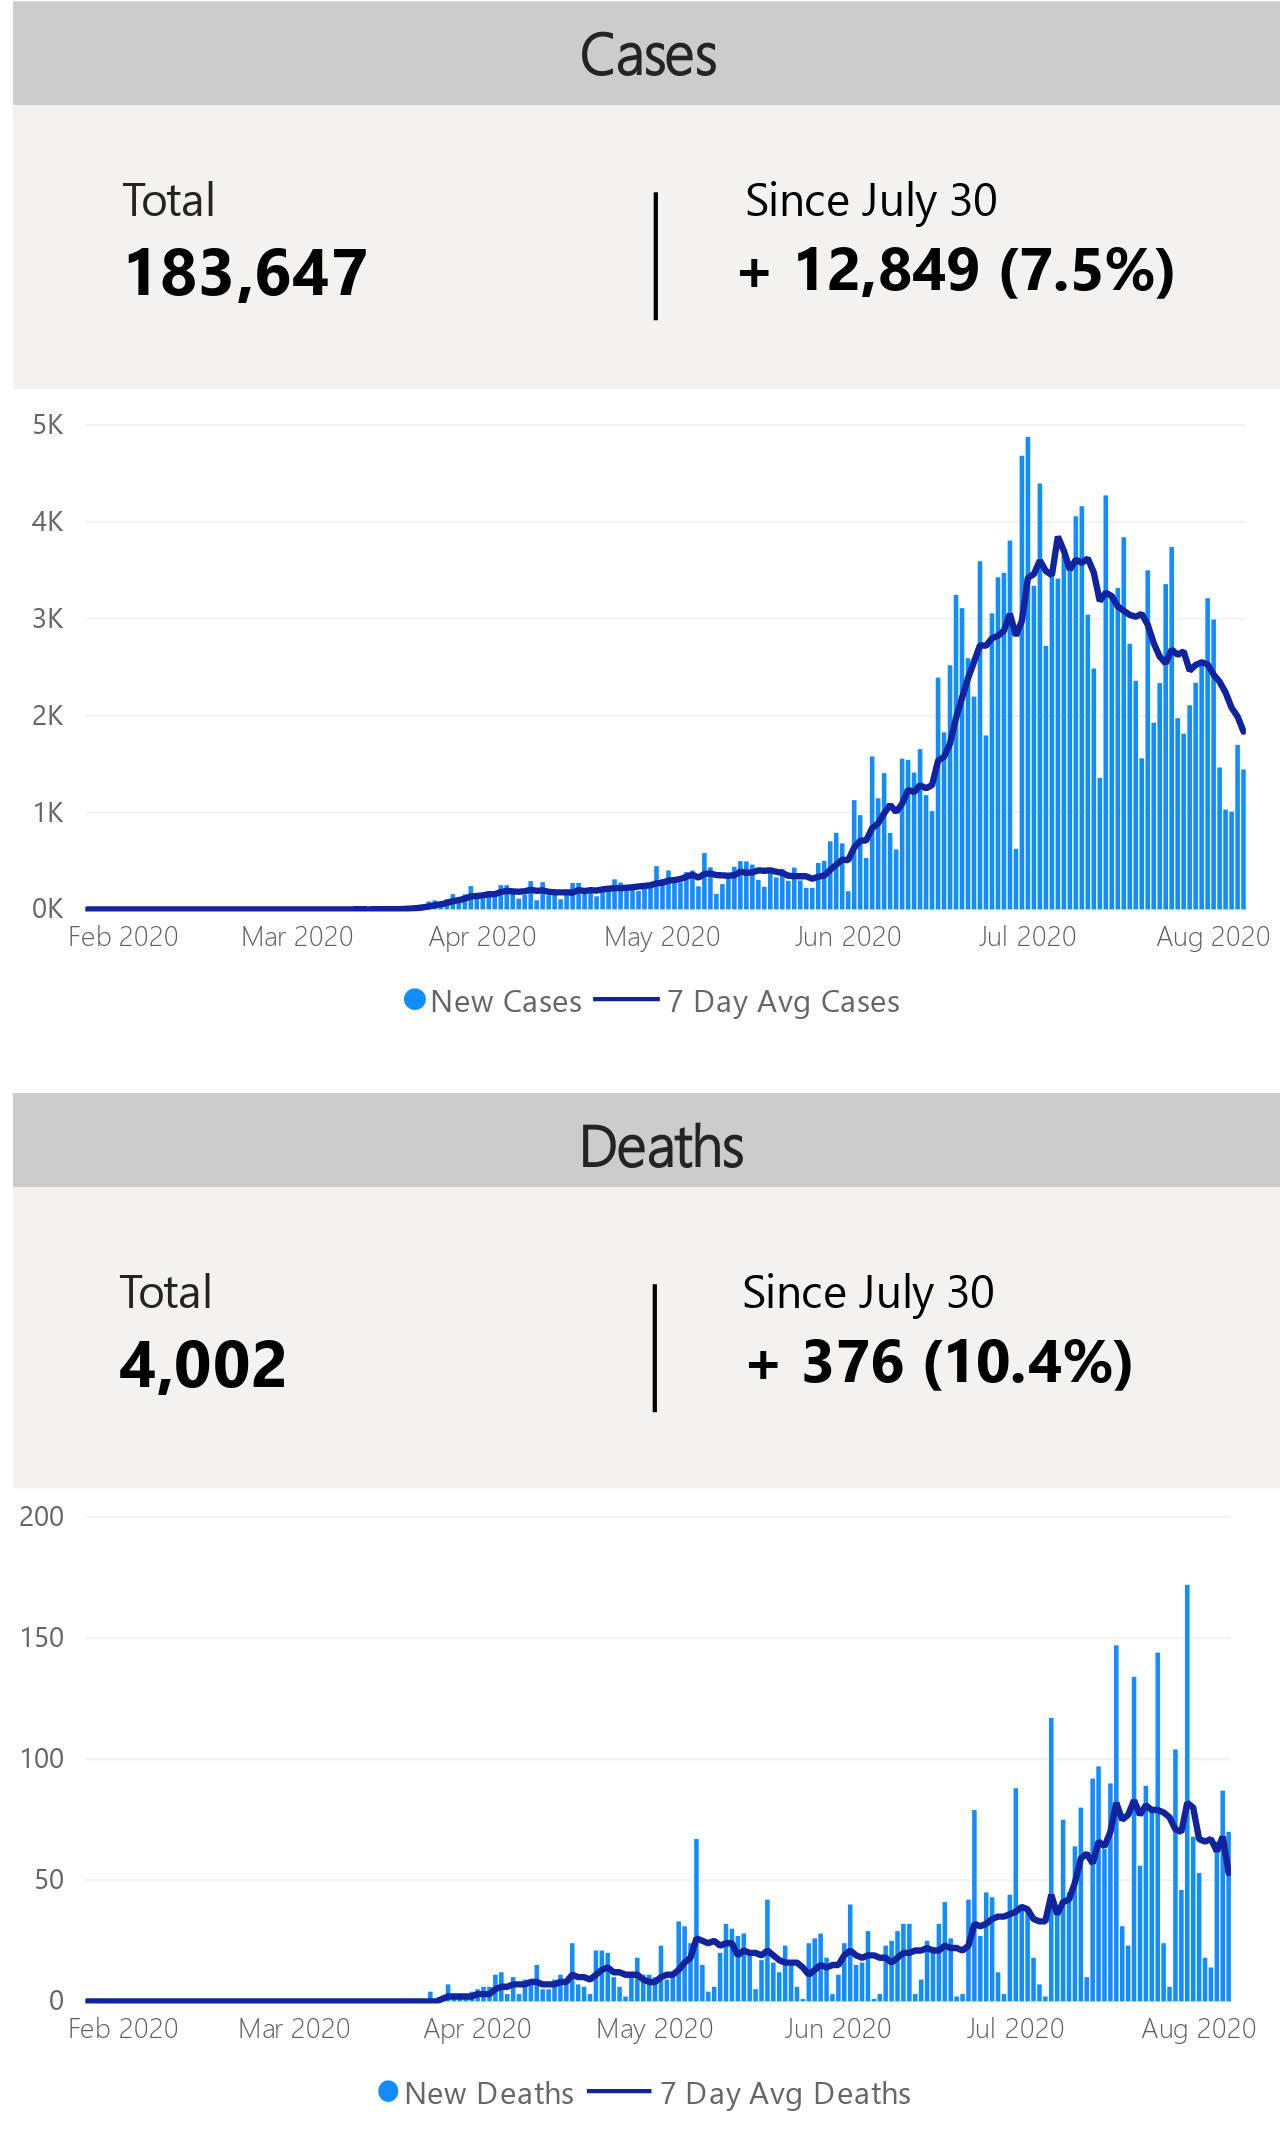 Cases
Total
Since July 30
183,647
+ 12,849 (7.5%)
5K
4K
3K
2K
1K
0K
Feb 2020 Mar 2020 Apr 2020 May 2020 Jun 2020 Jul 2020 Aug 2020
New Cases 7 Day Avg Cases
Deaths
Total
Since July 30
4,002
+ 376 (10.4%)
200
150
100
50
0
Feb 2020 Mar 2020 Apr 2020 May 2020 Jun 2020 Jul 2020 Aug 2020
New Deaths 7 Day Avg Deaths